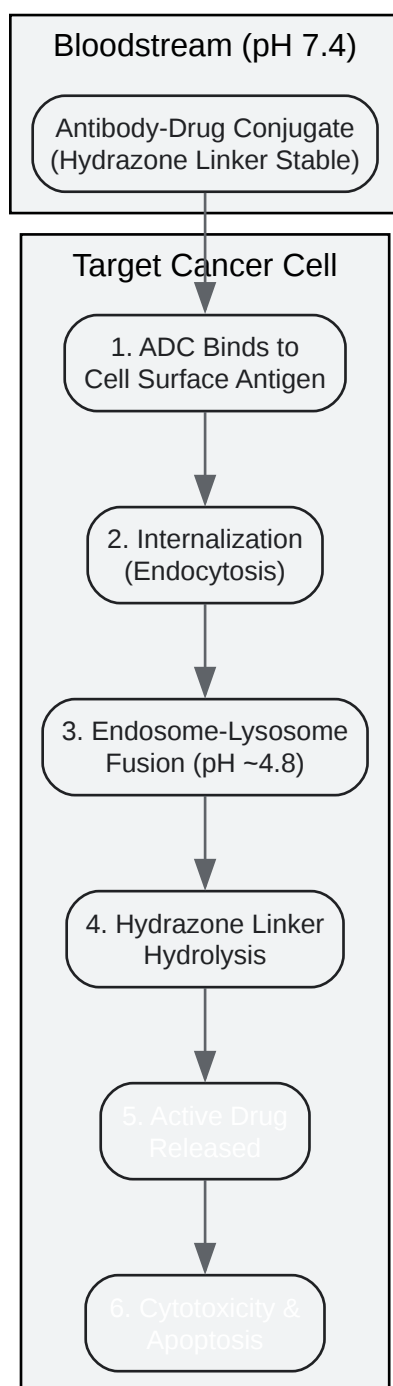 Bloodstream (pH 7.4)
Antibody-Drug Conjugate
(Hydrazone Linker Stable)
Target Cancer Cell
1. ADC Binds to
Cell Surface Antigen
2. Internalization
(Endocytosis)
3. Endosome-Lysosome
Fusion (pH ~4.8)
4. Hydrazone Linker
Hydrolysis
5. Active Drug
Released
6. Cytotoxicity &
Apoptosis